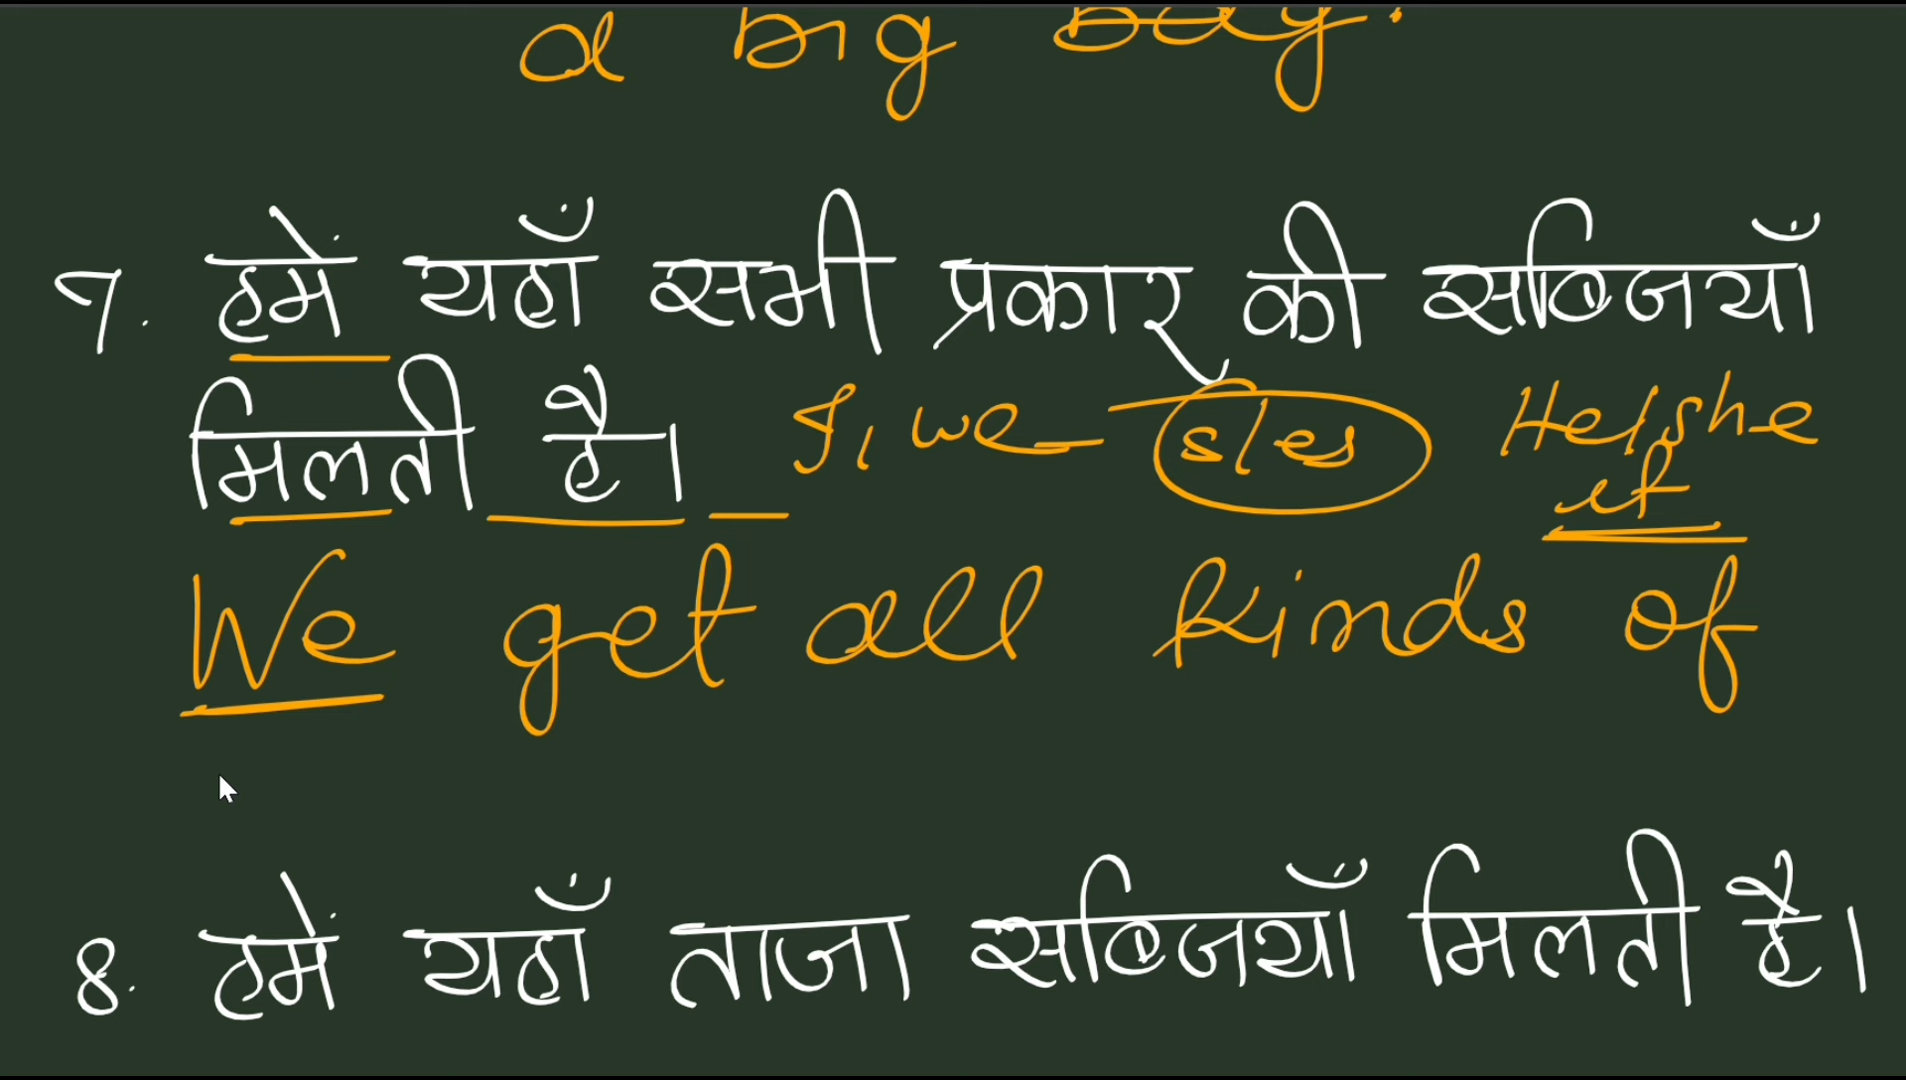 a big bag.
7. हमें यहाँ सभी प्रकार की सब्जियाँ
मिलती है। I, we s/es He/she
it
We get all kinds of
8. हमें यहाँ ताजा सब्जियाँ मिलती है।